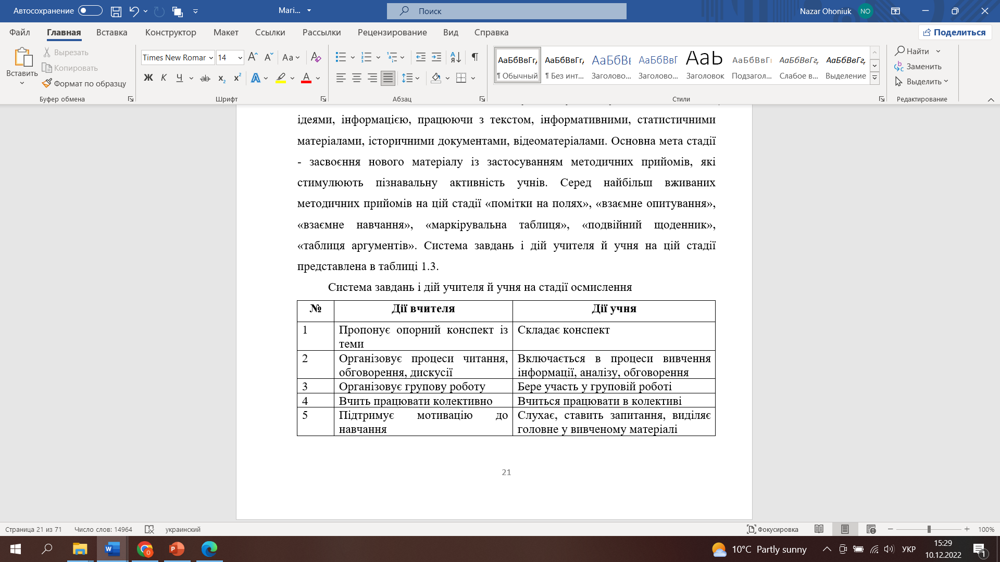 Автосохранение
Магі...
Поиск
Nazar Ohoniuk
NO
Файл
Главная
Вставка
Конструктор
Макет
Ссылки
Рассылки
Рецензирование
Вид
Справка
Поделиться
Вставить
Вырезать
Копировать
Формат по образцу
Буфер обмена
Times New Romar
14
Шрифт
Абзац
АаБбВвГг,
¶ Обычный
АаБбВвГг,
¶ Без инт...
АаБбВ
Заголово...
АаБбВвГ
Заголово...
АаЬ
Заголовок
АаБбВвГ
Подзагол...
АаБбВвГг,
Слабое в...
АаБбВвГг,
Выделение
Стили
Найти
Заменить
Выделить
Редактирование
ідеями, інформацією, працюючи з текстом, інформативними, статистичними
матеріалами, історичними документами, відеоматеріалами. Основна мета стадії
- засвоєння нового матеріалу із застосуванням методичних прийомів, які
стимулюють пізнавальну активність учнів. Серед найбільш вживаних
методичних прийомів на цій стадії «помітки на полях», «взаємне опитування»,
«взаємне навчання», «маркірувальна таблиця», «подвійний щоденник»,
«таблиця аргументів». Система завдань і дій учителя й учня на цій стадії
представлена в таблиці 1.3.
Система завдань і дій учителя й учня на стадії осмислення
№ Дії вчителя Дії учня
1 Пропонує опорний конспект із Складає конспект
теми
2 Організовує процеси читання, Включається в процеси вивчення
обговорення, дискусії інформації, аналізу, обговорення
3 Організовує групову роботу Бере участь у груповій роботі
4 Вчить працювати колективно Вчиться працювати в колективі
5 Підтримує мотивацію до Слухає, ставить запитання, виділяє
навчання головне у вивченому матеріалі
21
Страница 21 из 71
Число слов: 14964
украинский
Фокусировка
100%
10°C Partly sunny
УКР
15:29
10.12.2022
1